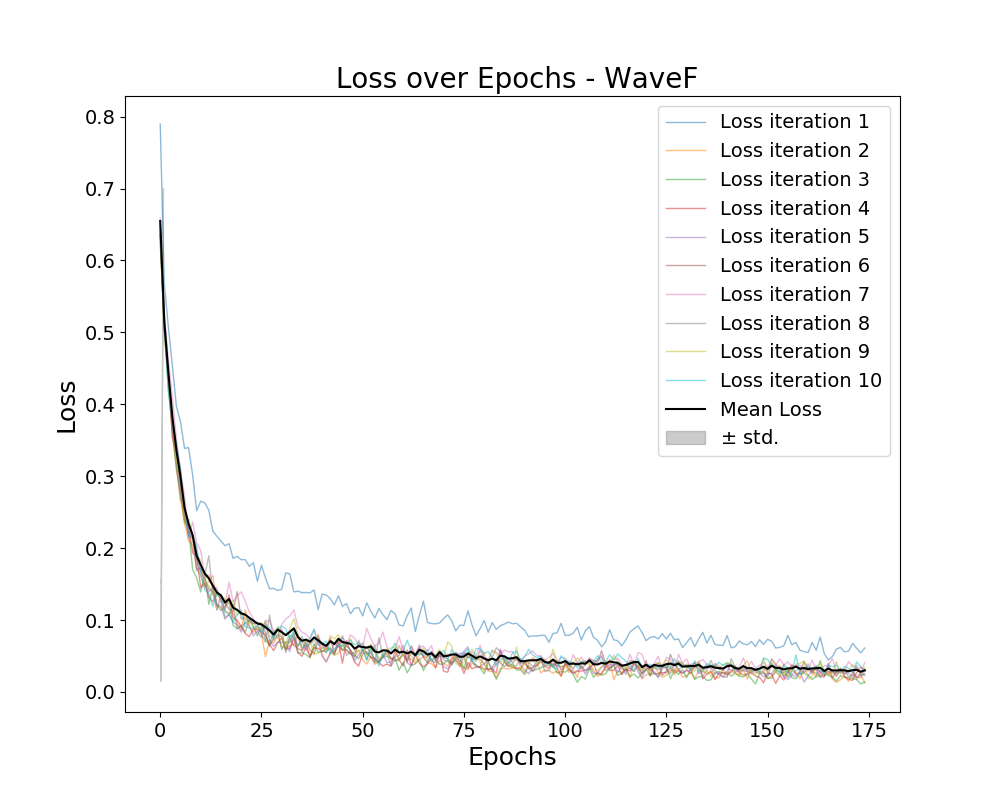 Loss over Epochs - WaveF
Loss iteration 1
Loss iteration 2
Loss iteration 3
Loss iteration 4
Loss iteration 5
Loss iteration 6
Loss iteration 7
Loss iteration 8
Loss iteration 9
Loss iteration 10
Mean Loss
± std.
Loss
0.8
0.7
0.6
0.5
0.4
0.3
0.2
0.1
0.0
0 25 50 75 100 125 150 175
Epochs